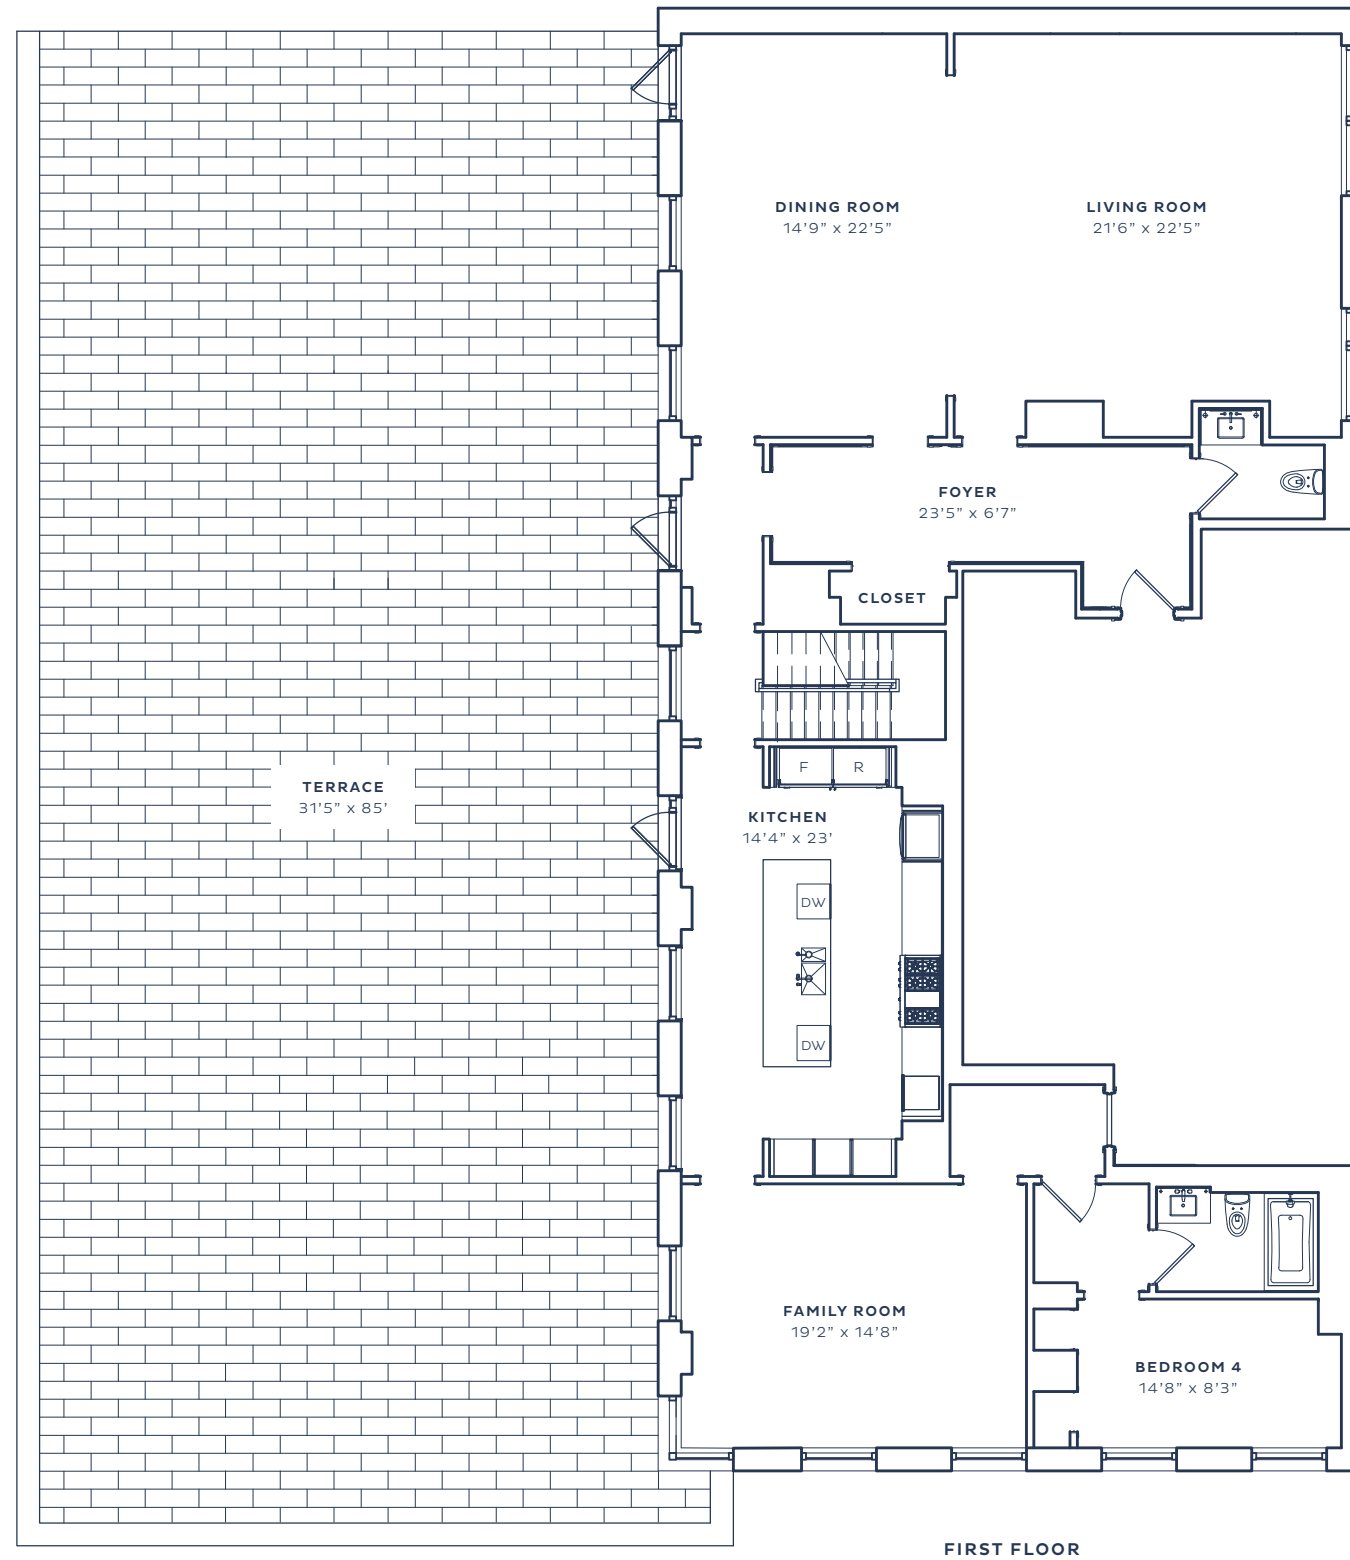 DINING ROOM
14'9” x 22'5”
LIVING ROOM
21'6” x 22'5”
FOYER
23'5” x 6'7”
CLOSET
F
R
TERRACE
31'5” x 85'
KITCHEN
14'4” x 23'
DW
DW
FAMILY ROOM
19'2” x 14'8”
BEDROOM 4
14'8” x 8'3”
FIRST FLOOR